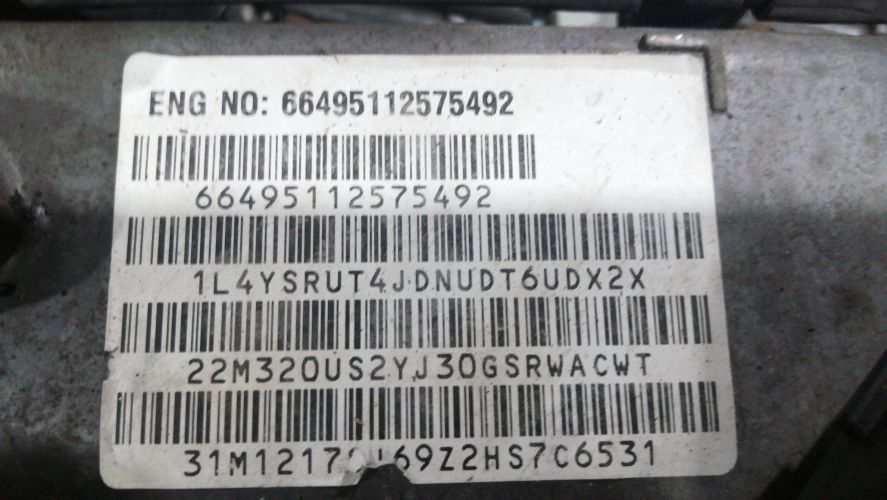 ENG NO: 66495112575492
66495112575492
1L4YSRUT4JDNUDT6UDX2X
22M320US2YJ30GSRWACWT